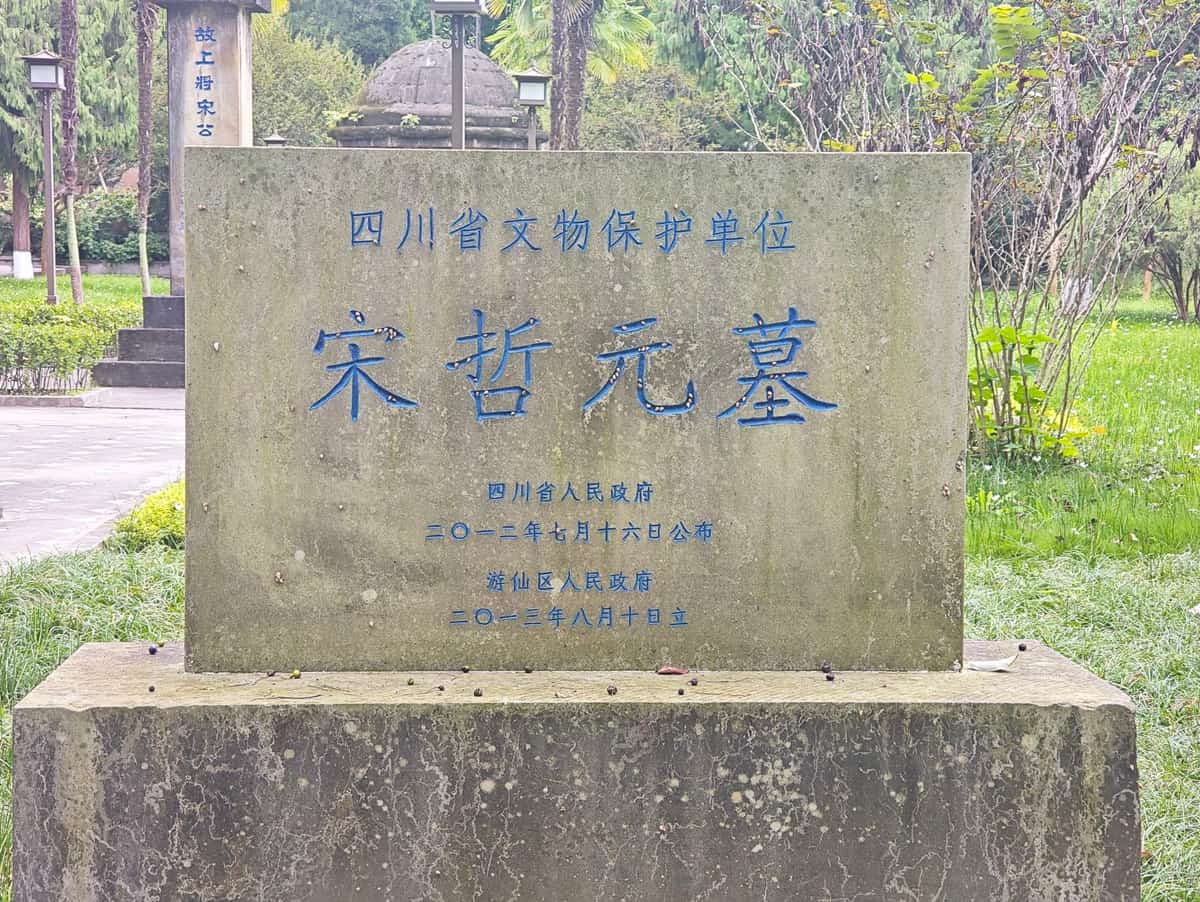 故上将宋公
四川省文物保护单位
宋哲元墓
四川省人民政府
二〇一二年七月十六日公布
游仙区人民政府
二〇一三年八月十日立